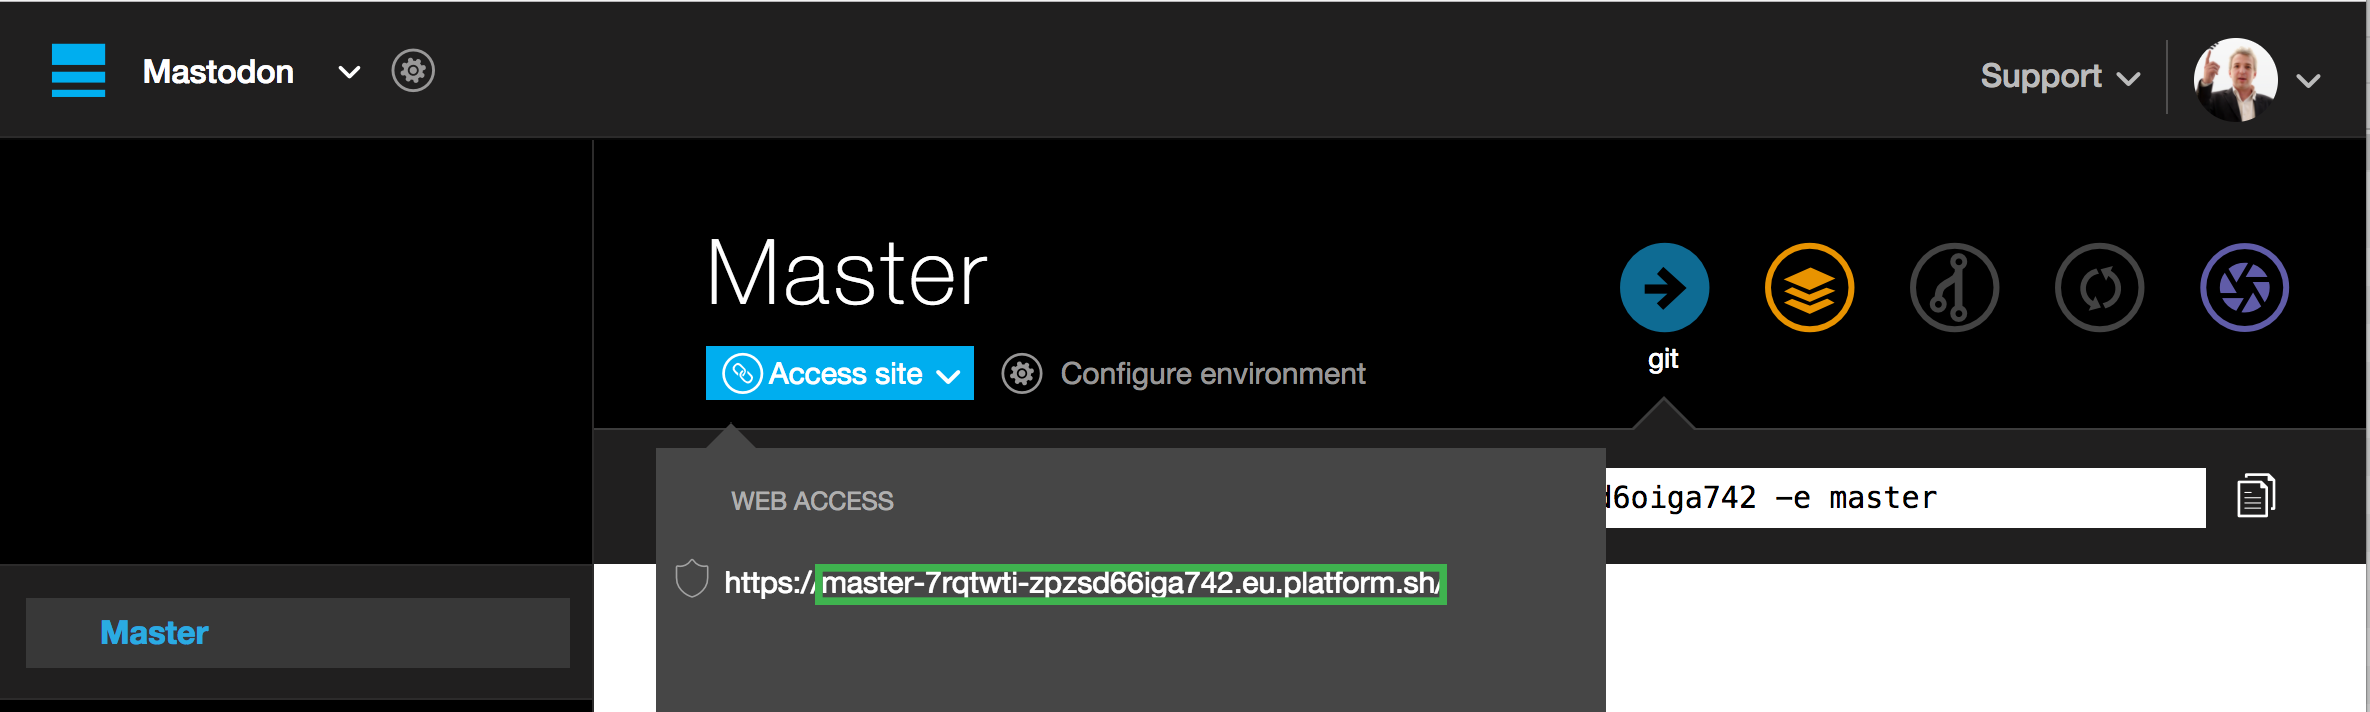 Mastodon
Support
Master
Access site
Configure environment
git
WEB ACCESS
d6oiga742 -e master
https://master-7rqtwti-zpzsd66iga742.eu.platform.sh/
Master